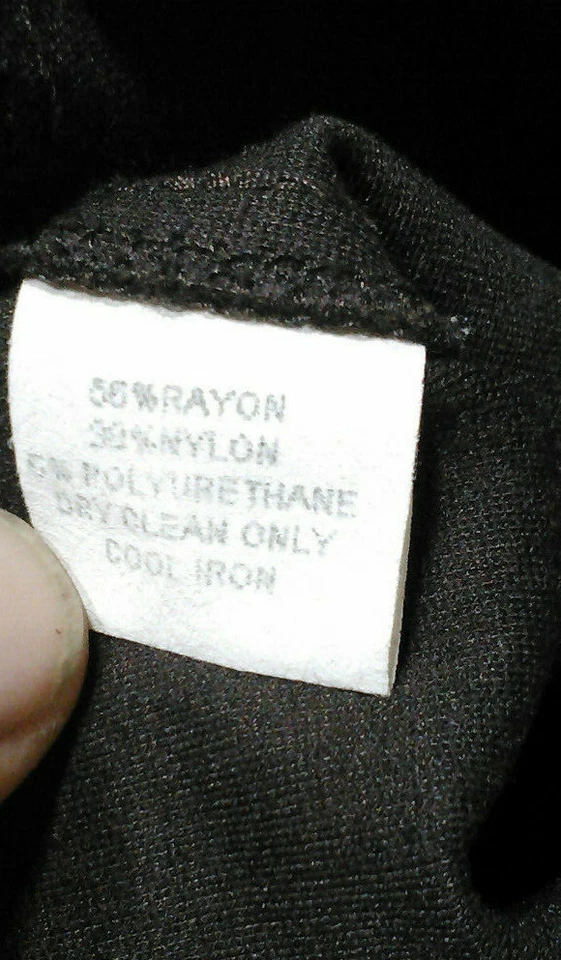 56%RAYON
39%NYLON
5% POLYURETHANE
DRY CLEAN ONLY
COOL IRON